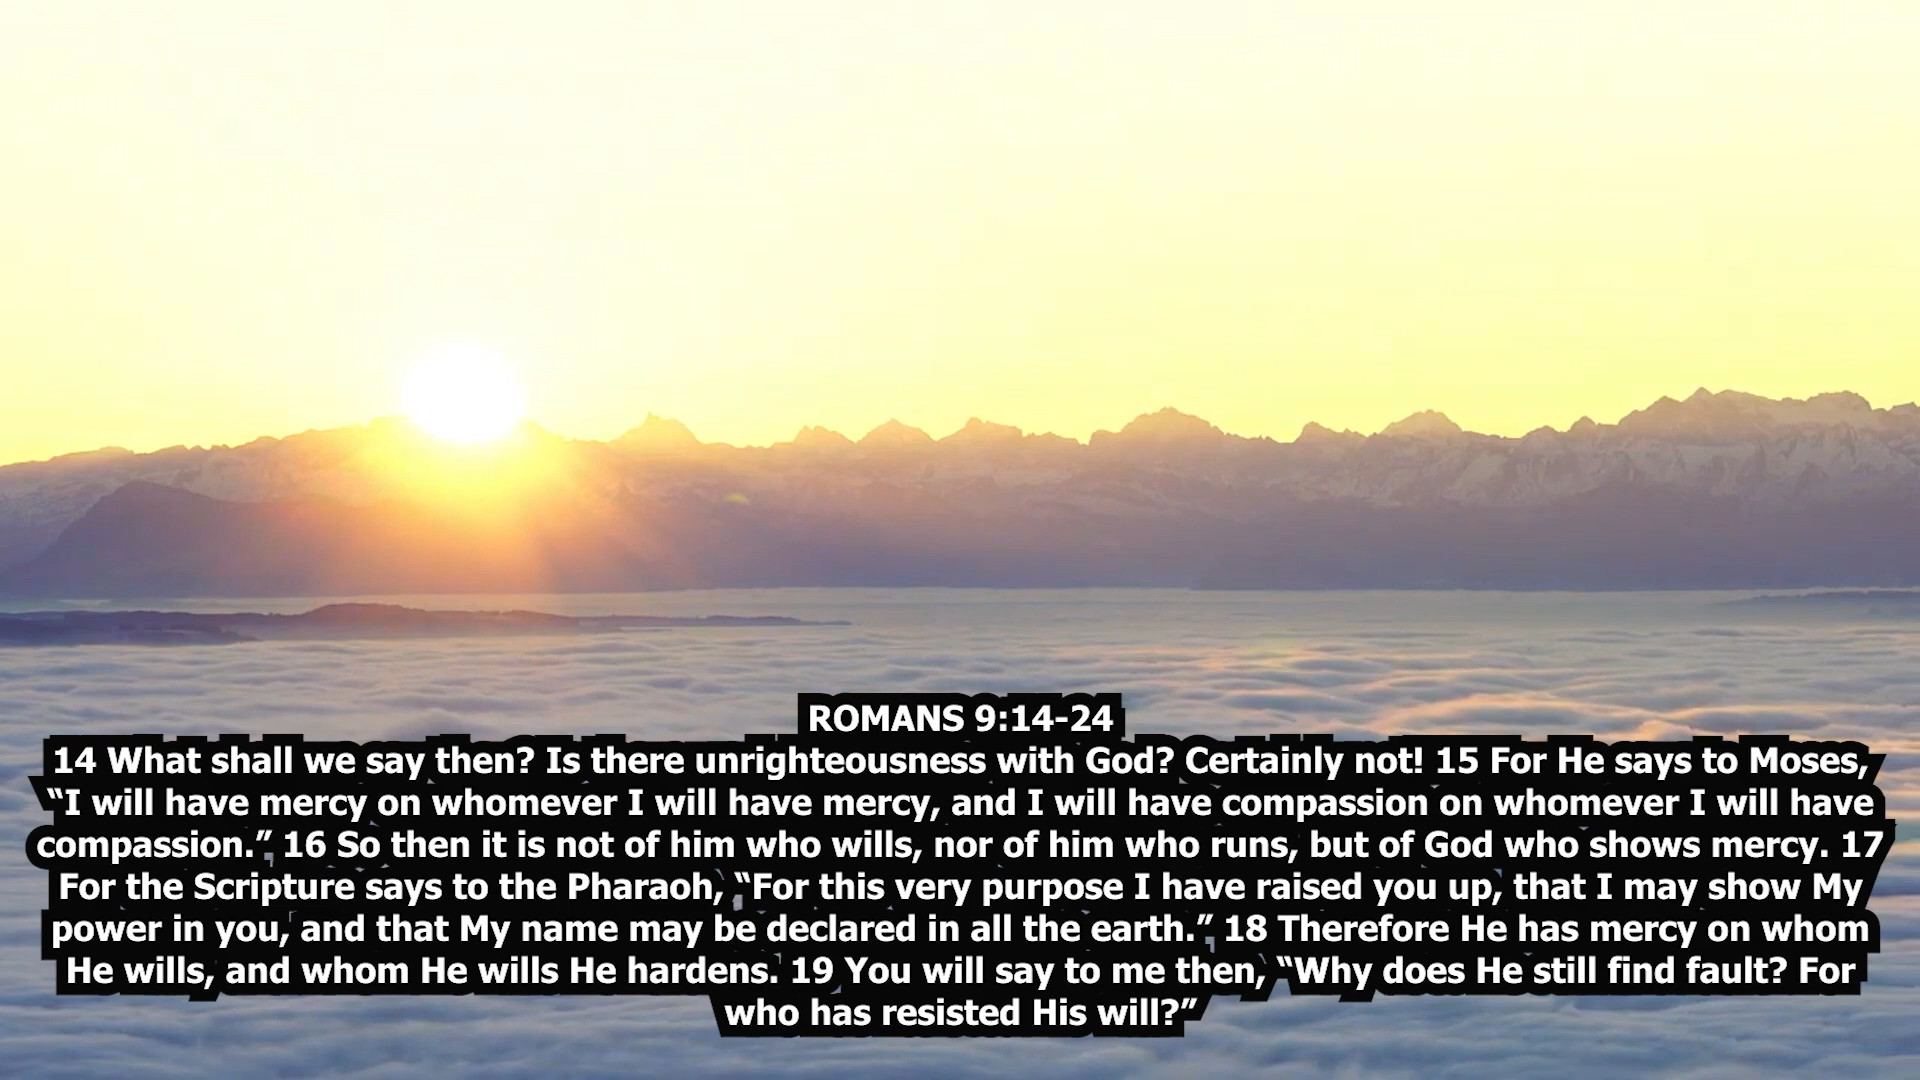 ROMANS 9:14-24
14 What shall we say then? Is there unrighteousness with God? Certainly not! 15 For He says to Moses,
“I will have mercy on whomever I will have mercy, and I will have compassion on whomever I will have
compassion.” 16 So then it is not of him who wills, nor of him who runs, but of God who shows mercy. 17
For the Scripture says to the Pharaoh, “For this very purpose I have raised you up, that I may show My
power in you, and that My name may be declared in all the earth.” 18 Therefore He has mercy on whom
He wills, and whom He wills He hardens. 19 You will say to me then, “Why does He still find fault? For
who has resisted His will?”